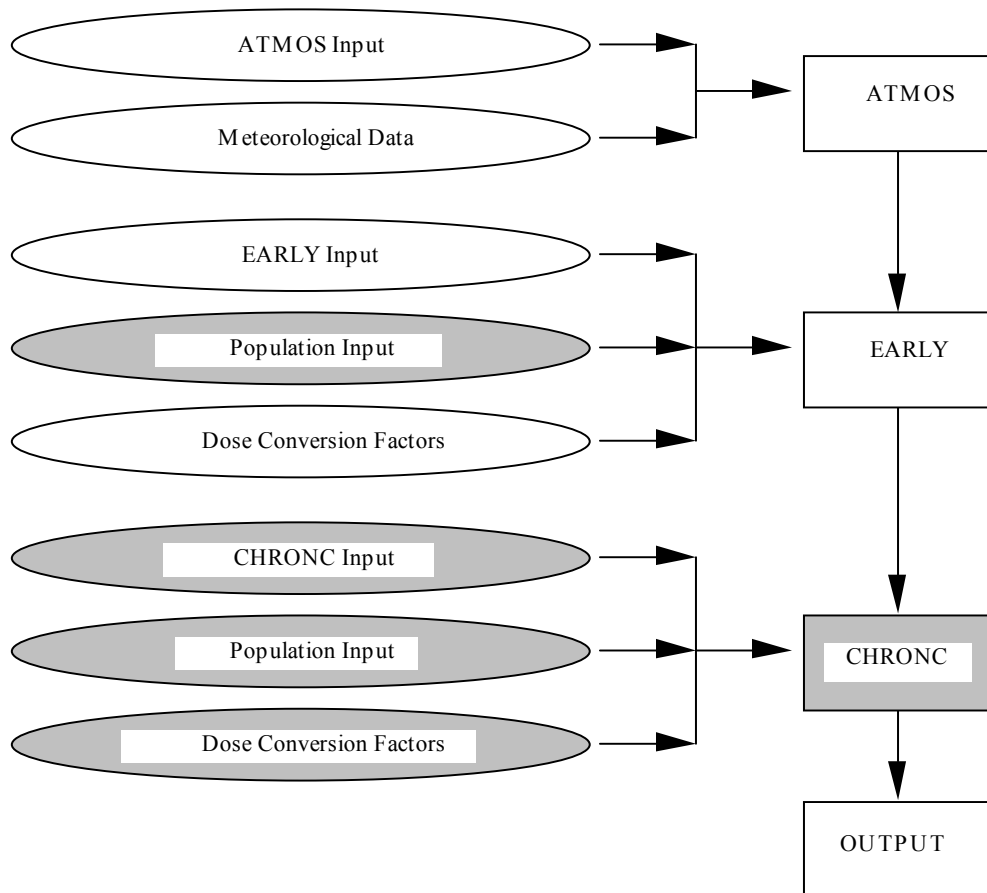 ATMOS Input
ATMOS
Meteorological Data
EARLY Input
Population Input
EARLY
Dose Conversion Factors
CHRONC Input
Population Input
CHRONC
Dose Conversion Factors
OUTPUT